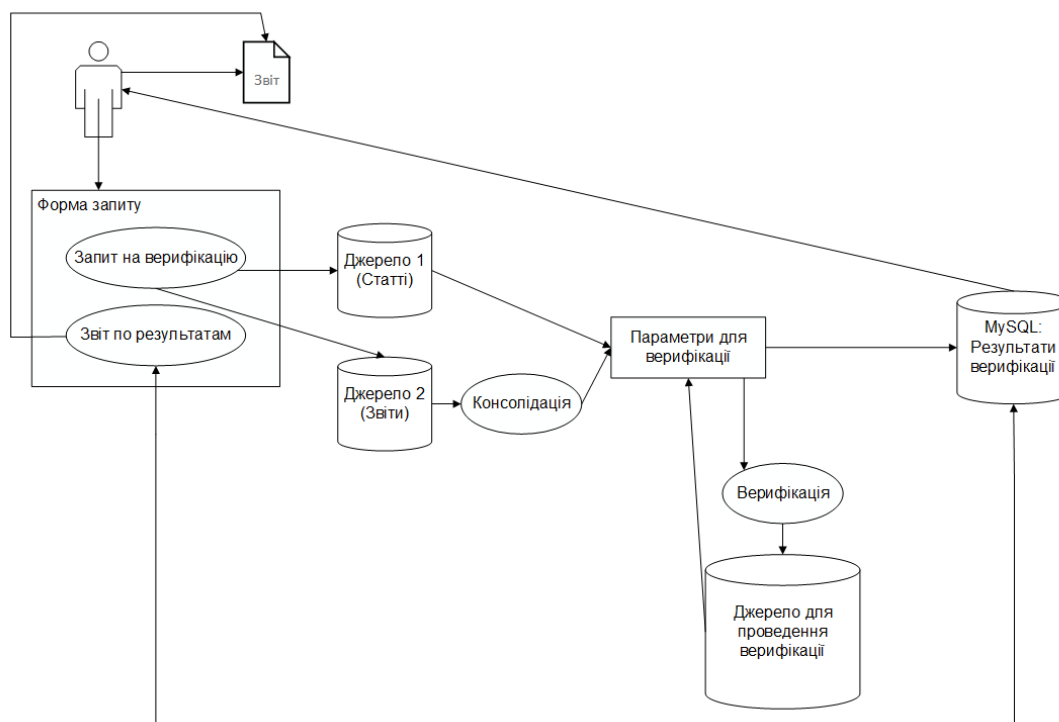 Звіт
Форма запиту
Запит на верифікацію
Звіт по результатам
Джерело 1
(Статті)
Джерело 2
(Звіти)
Консолідація
Параметри для
верифікації
MySQL:
Результати
верифікації
Верифікація
Джерело для
проведення
верифікації